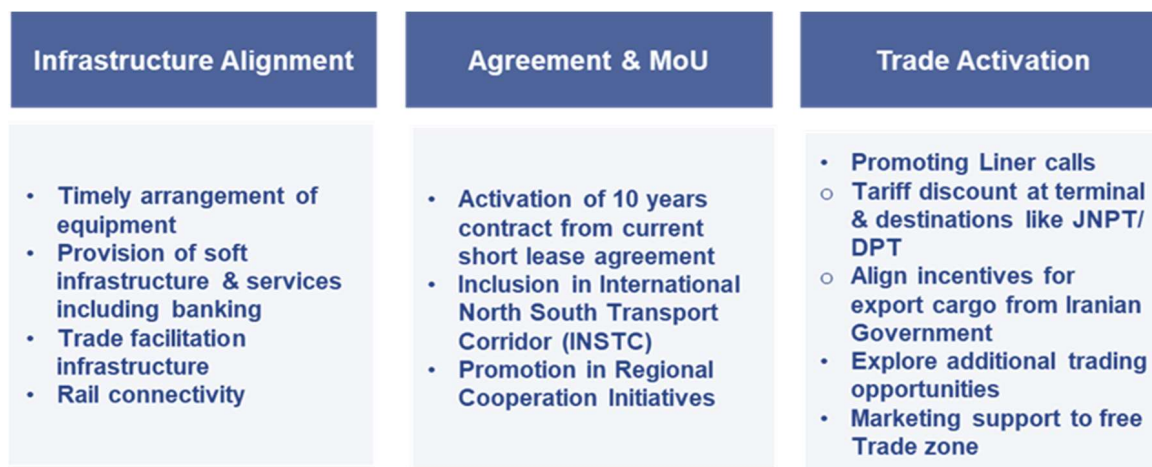 Infrastructure Alignment
• Timely arrangement of
equipment
• Provision of soft
infrastructure & services
including banking
• Trade facilitation
infrastructure
• Rail connectivity
Agreement & MoU
• Activation of 10 years
contract from current
short lease agreement
• Inclusion in International
North South Transport
Corridor (INSTC)
• Promotion in Regional
Cooperation Initiatives
Trade Activation
• Promoting Liner calls
o Tariff discount at terminal
& destinations like JNPT/
DPT
o Align incentives for
export cargo from Iranian
Government
• Explore additional trading
opportunities
• Marketing support to free
Trade zone